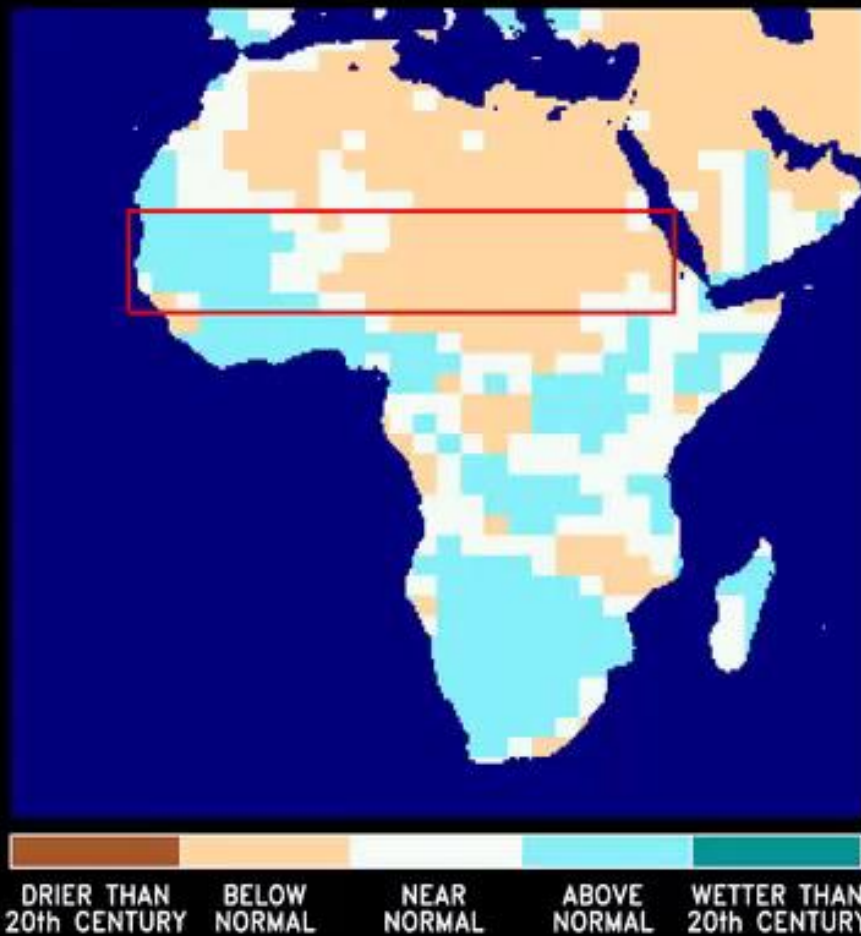 DRIER THAN BELOW NEAR ABOVE WETTER THAN
20th CENTURY NORMAL NORMAL NORMAL 20th CENTURY